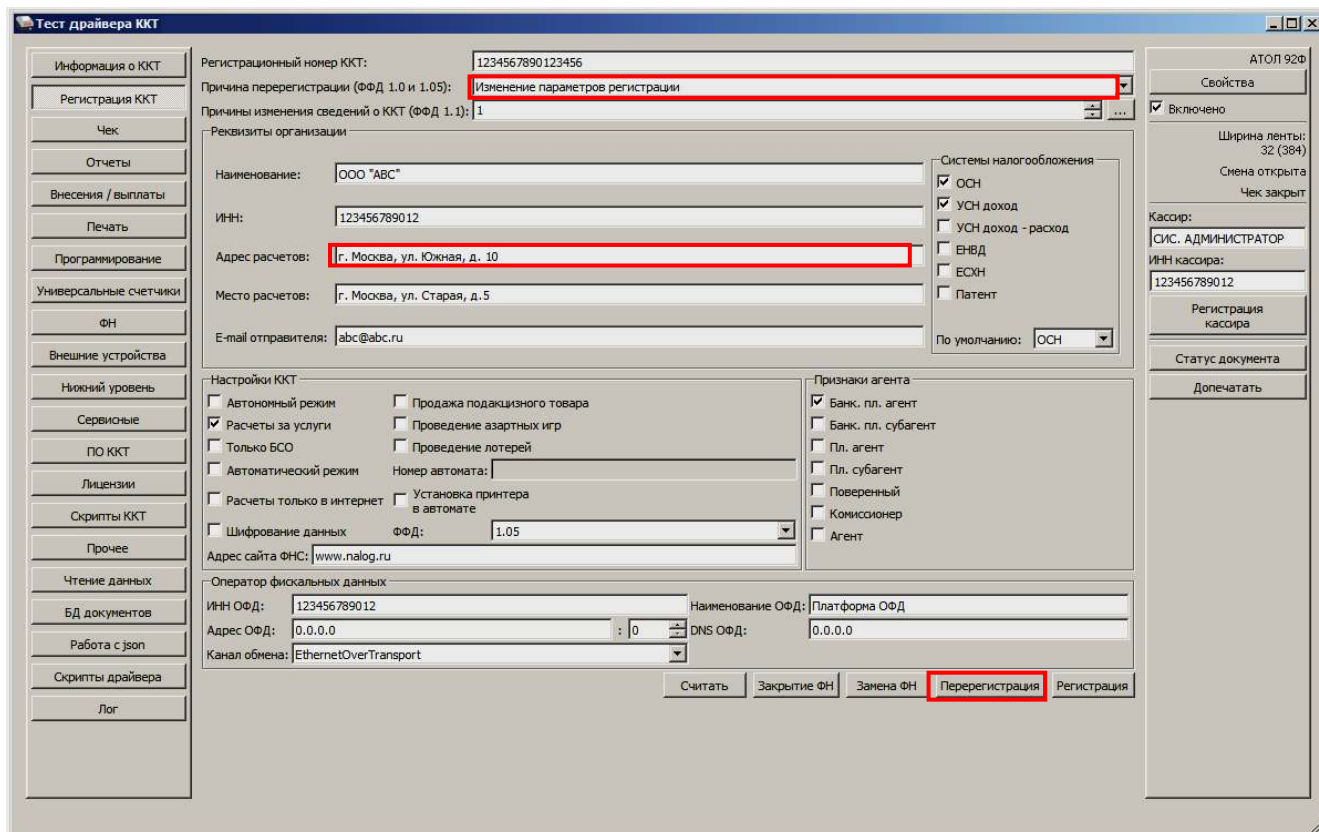 Тест драйвера ККТ
Информация о ККТ
Регистрация ККТ
Чек
Отчеты
Внесения / выплаты
Печать
Программирование
Универсальные счетчики
ФН
Внешние устройства
Нижний уровень
Сервисные
ПО ККТ
Лицензии
Скрипты ККТ
Прочее
Чтение данных
БД документов
Работа с json
Скрипты драйвера
Лог
Регистрационный номер ККТ: 1234567890123456
Причина перерегистрации (ФФД 1.0 и 1.05): Изменение параметров регистрации
Причины изменения сведений о ККТ (ФФД 1.1): 1 ...
Реквизиты организации
Наименование: ООО "АВС"
ИНН: 123456789012
Адрес расчетов: г. Москва, ул. Южная, д. 10
Место расчетов: г. Москва, ул. Старая, д.5
E-mail отправителя: abc@abc.ru
Системы налогообложения
ОСН
УСН доход
УСН доход - расход
ЕНВД
ЕСХН
Патент
По умолчанию: ОСН
Настройки ККТ
Автономный режим Продажа подакцизного товара
Расчеты за услуги Проведение азартных игр
Только БСО Проведение лотерей
Автоматический режим Номер автомата:
Расчеты только в интернет Установка принтера
в автомате
Шифрование данных ФФД: 1.05
Адрес сайта ФНС: www.nalog.ru
Признаки агента
Банк. пл. агент
Банк. пл. субагент
Пл. агент
Пл. субагент
Поверенный
Комиссионер
Агент
Оператор фискальных данных
ИНН ОФД: 123456789012 Наименование ОФД: Платформа ОФД
Адрес ОФД: 0.0.0.0 : 0 DNS ОФД: 0.0.0.0
Канал обмена: EthernetOverTransport
Считать Закрытие ФН Замена ФН Перерегистрация Регистрация
АТОЛ 92Ф
Свойства
Включено
Ширина ленты:
32 (384)
Смена открыта
Чек закрыт
Кассир:
СИС. АДМИНИСТРАТОР
ИНН кассира:
123456789012
Регистрация
кассира
Статус документа
Допечатать